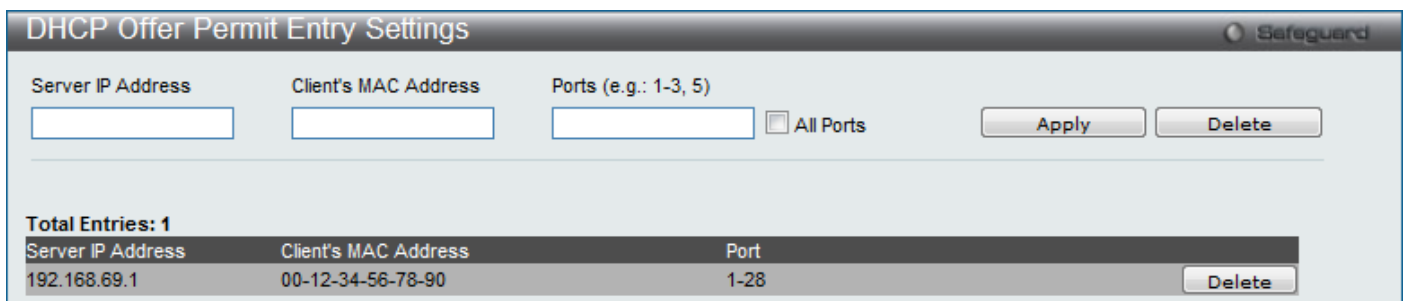 DHCP Offer Permit Entry Settings
Safeguard
Server IP Address Client's MAC Address Ports (e.g.: 1-3, 5)
All Ports Apply Delete
Total Entries: 1
Server IP Address Client's MAC Address Port
192.168.69.1 00-12-34-56-78-90 1-28 Delete